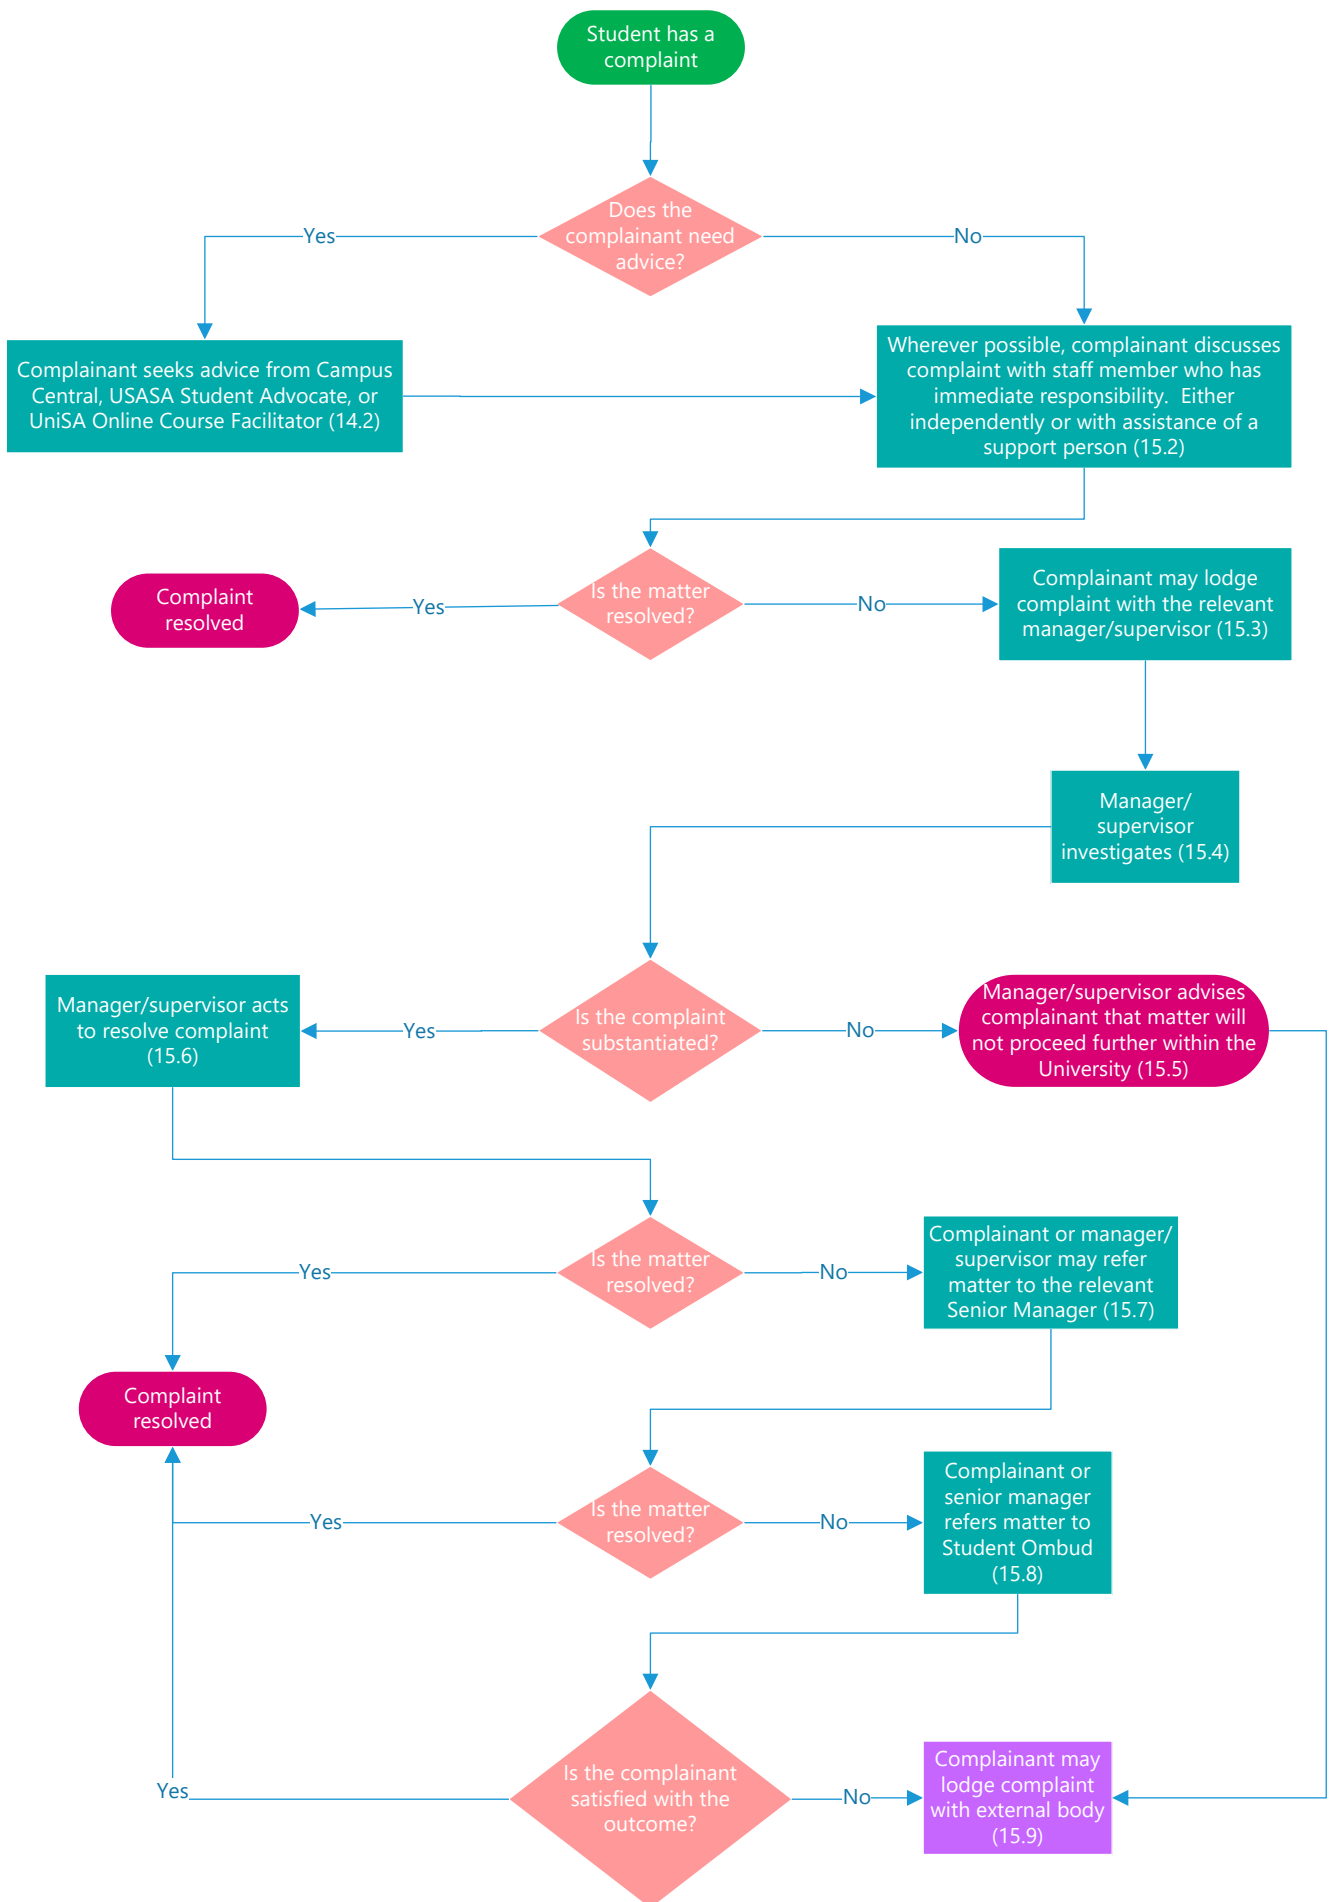 Student has a
complaint
Does the
complainant need
advice?
Yes
No
Complainant seeks advice from Campus
Central, USASA Student Advocate, or
UniSA Online Course Facilitator (14.2)
Wherever possible, complainant discusses
complaint with staff member who has
immediate responsibility.  Either
independently or with assistance of a
support person (15.2)
Is the matter
resolved?
Yes
No
Complaint
resolved
Complainant may lodge
complaint with the relevant
manager/supervisor (15.3)
Manager/
supervisor
investigates (15.4)
Is the complaint
substantiated?
Yes
No
Manager/supervisor acts
to resolve complaint
(15.6)
Manager/supervisor advises
complainant that matter will
not proceed further within the
University (15.5)
Is the matter
resolved?
Yes
No
Complainant or manager/
supervisor may refer
matter to the relevant
Senior Manager (15.7)
Complaint
resolved
Is the matter
resolved?
Yes
No
Complainant or
senior manager
refers matter to
Student Ombud
(15.8)
Is the complainant
satisfied with the
outcome?
Yes
No
Complainant may
lodge complaint
with external body
(15.9)